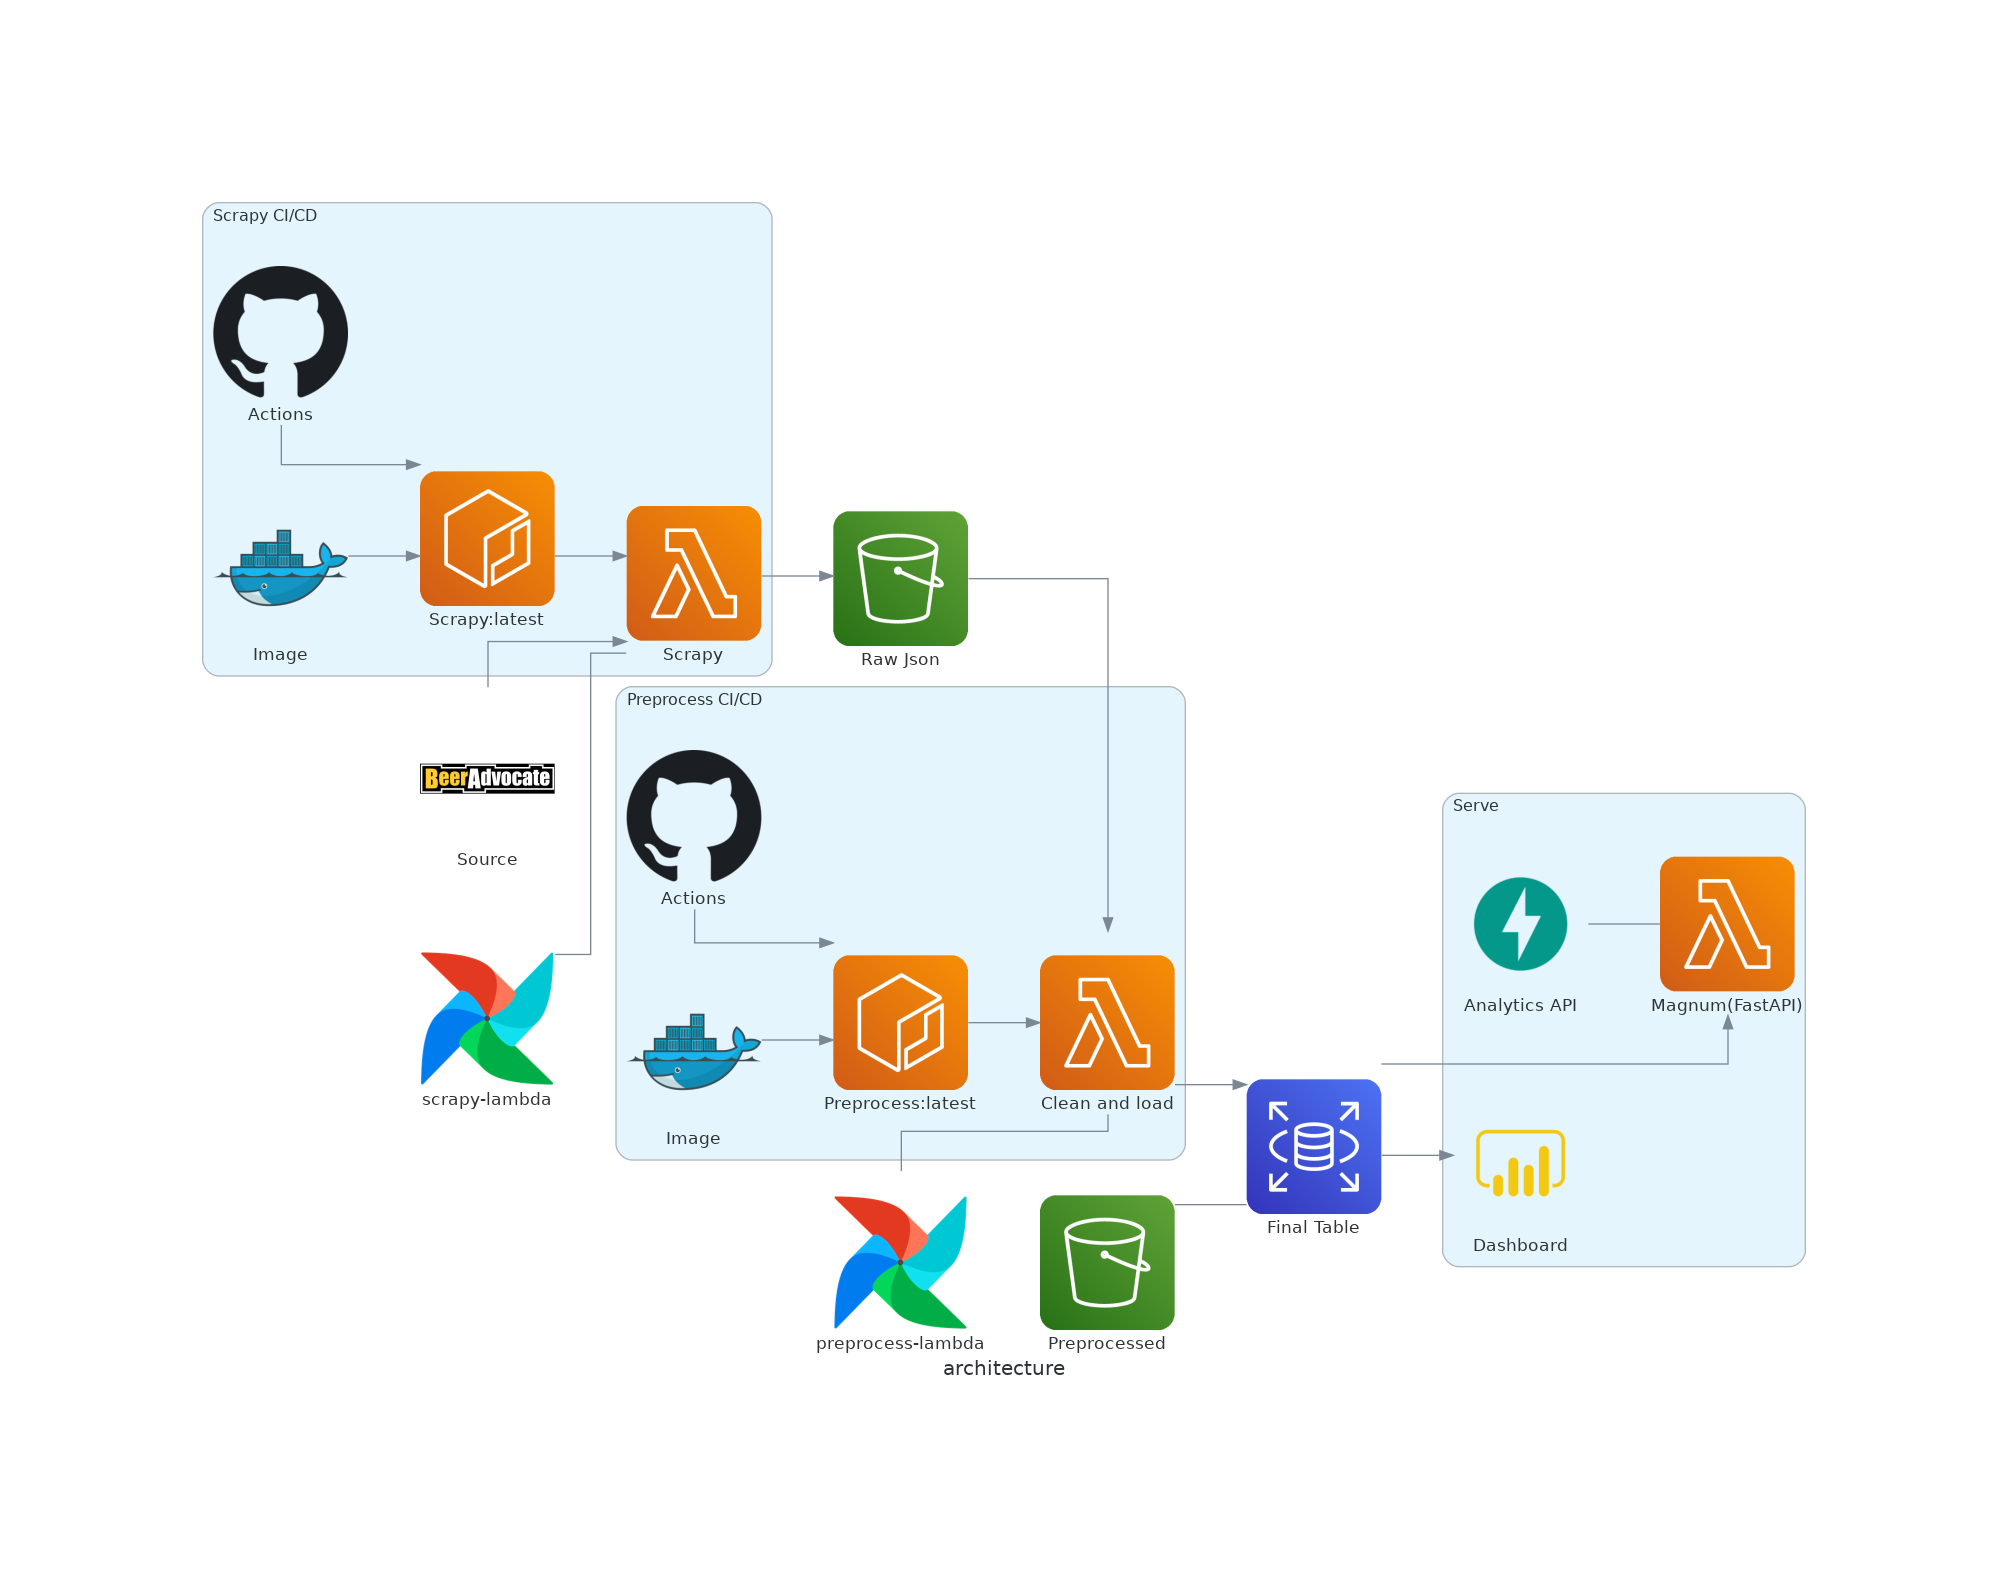 Scrapy CI/CD
Actions
Scrapy:latest
Image
Scrapy
Raw Json
Preprocess CI/CD
BeerAdvocate
Source
Actions
scrapy-lambda
Preprocess:latest
Clean and load
Image
Serve
Analytics API
Magnum(FastAPI)
Final Table
Dashboard
preprocess-lambda
Preprocessed
architecture